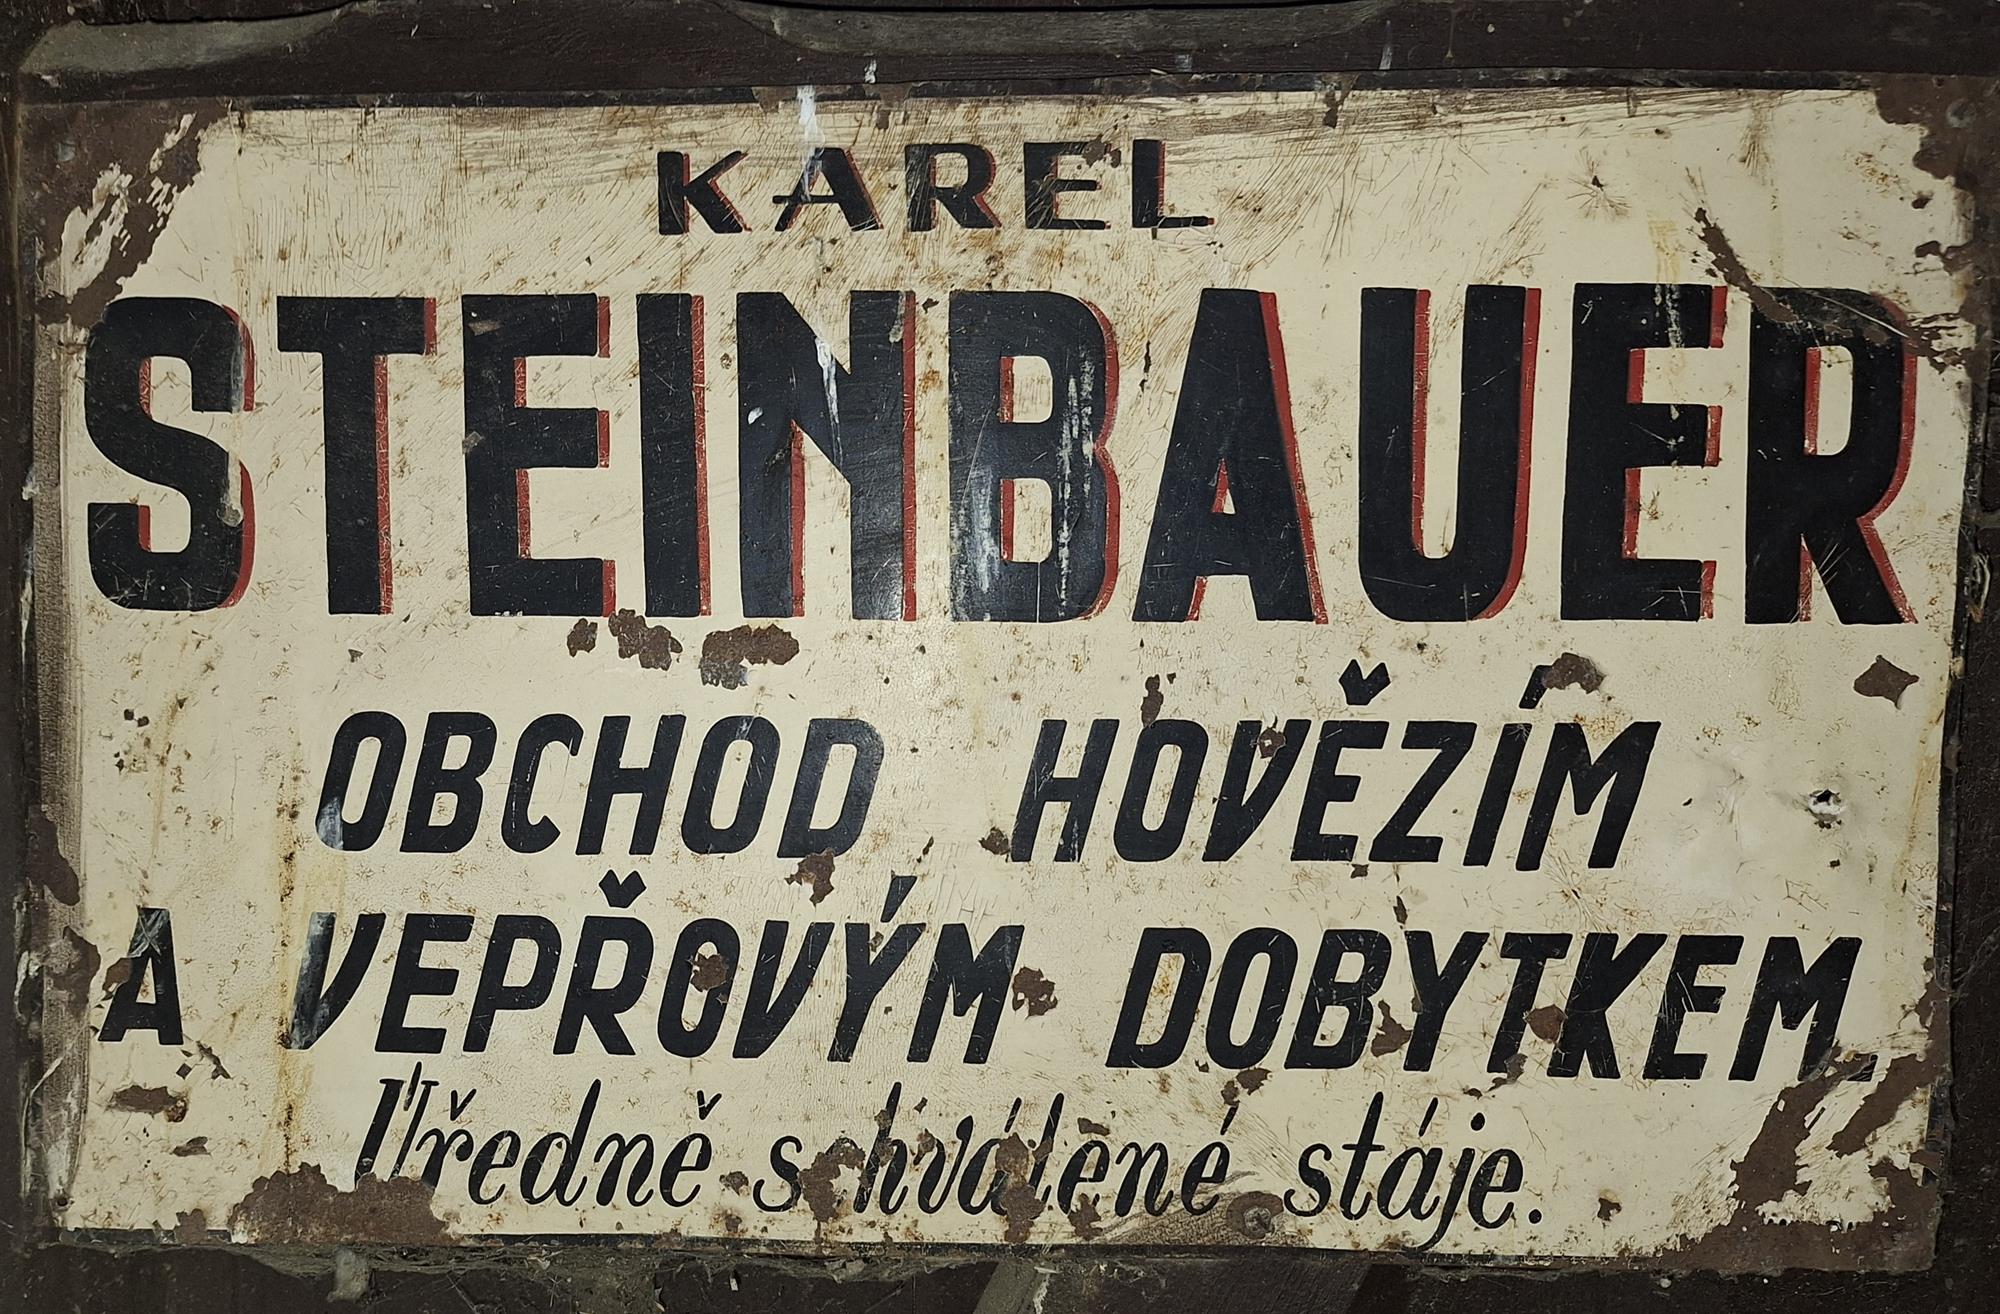 KAREL
STEINBAUER
OBCHOD HOVĚZÍM
A VEPŘOVÝM DOBYTKEM.
Úředně schválené stáje.